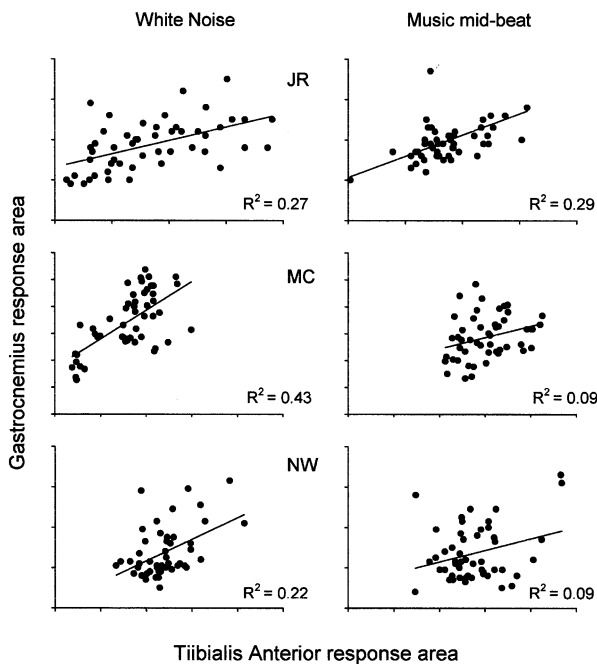 White Noise
Music mid-beat
JR
R² = 0.27
R² = 0.29
MC
R² = 0.43
R² = 0.09
NW
R² = 0.22
R² = 0.09
Gastrocnemius response area
Tiibialis Anterior response area